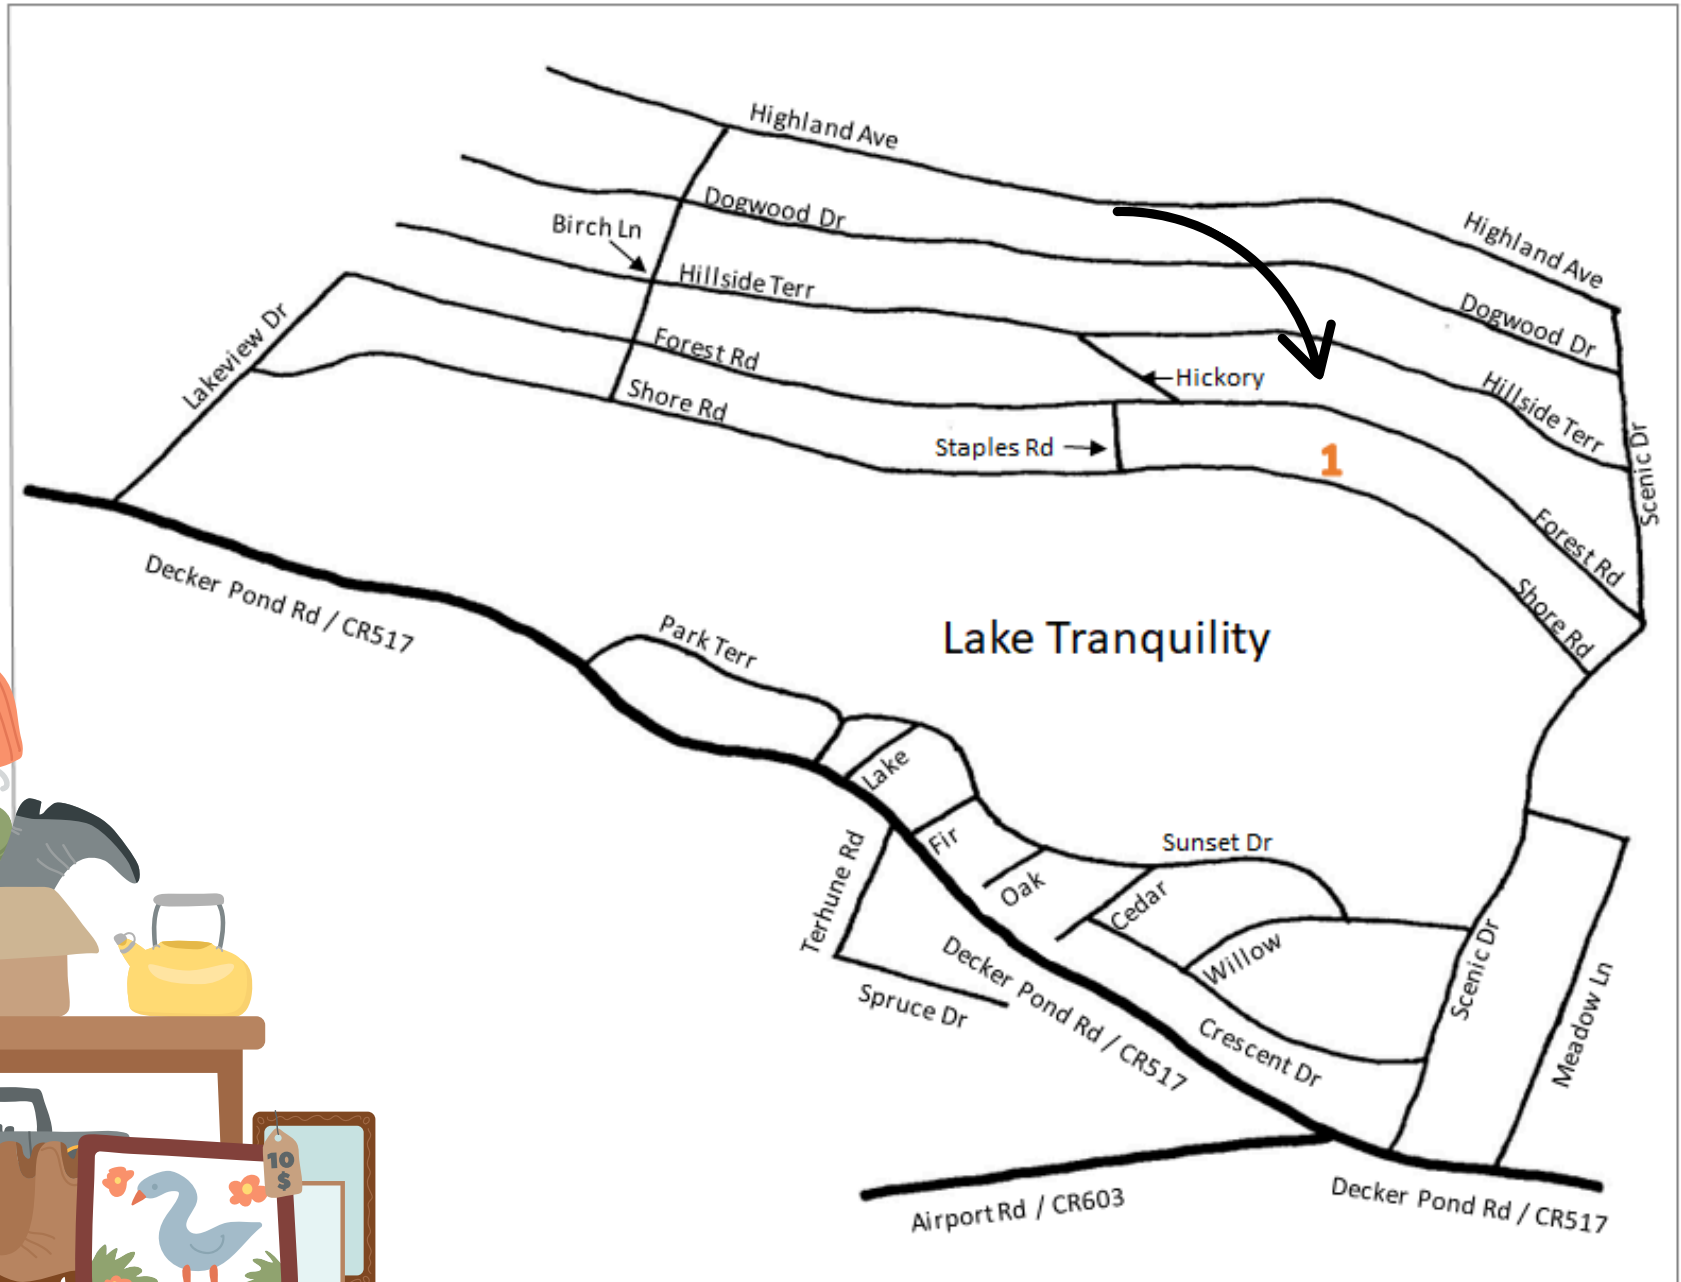 Highland Ave
Highland Ave
Dogwood Dr
Birch Ln
Hillside Terr
Dogwood Dr
Lakeview Dr
Forest Rd
Hickory
Hillside Terr
Shore Rd
Staples Rd
1
Scenic Dr
Forest Rd
Decker Pond Rd / CR517
Shore Rd
Park Terr
Lake Tranquility
Lake
Fir
Sunset Dr
Terhune Rd
Oak
Cedar
Willow
Scenic Dr
Spruce Dr
Decker Pond Rd / CR517
Crescent Dr
Meadow Ln
10
$
Airport Rd / CR603
Decker Pond Rd / CR517